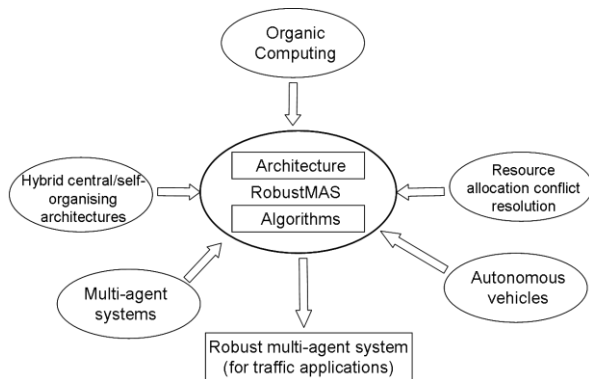 Organic
Computing
Architecture
RobustMAS
Algorithms
Hybrid central/self-
organising
architectures
Resource
allocation conflict
resolution
Multi-agent
systems
Autonomous
vehicles
Robust multi-agent system
(for traffic applications)